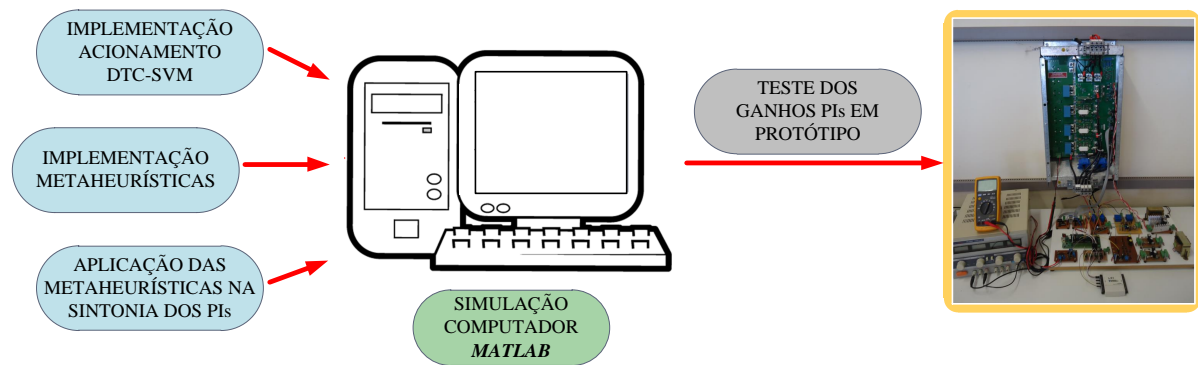 IMPLEMENTAÇÃO
ACIONAMENTO
DTC-SVM
IMPLEMENTAÇÃO
METAHEURÍSTICAS
APLICAÇÃO DAS
METAHEURÍSTICAS NA
SINTONIA DOS PIs
SIMULAÇÃO
COMPUTADOR
MATLAB
TESTE DOS
GANHOS PIs EM
PROTÓTIPO